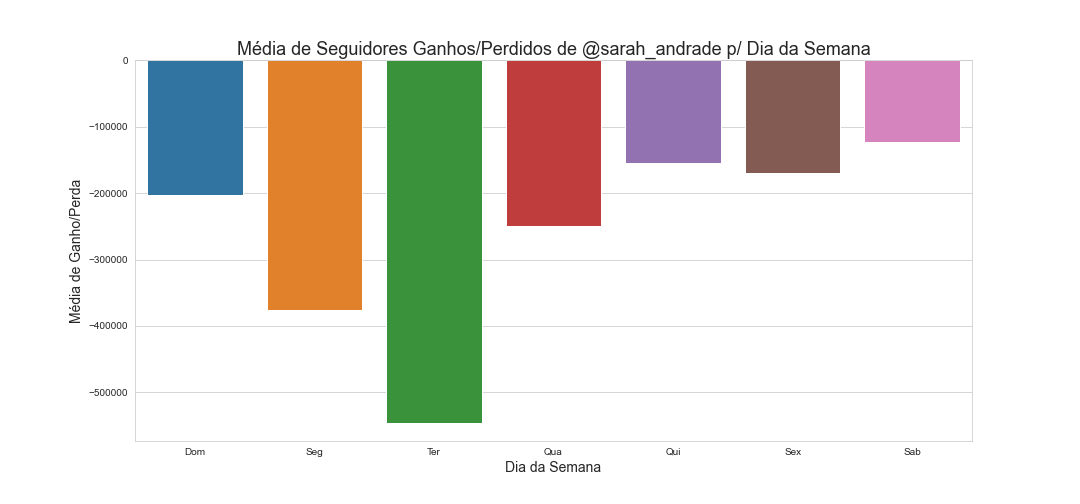 Média de Seguidores Ganhos/Perdidos de @sarah_andrade p/ Dia da Semana
0
−100000
−200000
−300000
−400000
−500000
Média de Ganho/Perda
Dom Seg Ter Qua Qui Sex Sab
Dia da Semana